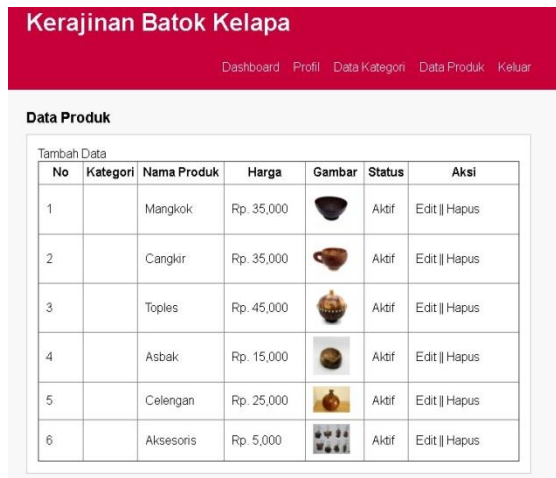 Kerajinan Batok Kelapa
Dashboard Profil Data Kategori Data Produk Keluar
Data Produk
Tambah Data
No Kategori Nama Produk Harga Gambar Status Aksi
1 Mangkok Rp. 35,000 Aktif Edit || Hapus
2 Cangkir Rp. 35,000 Aktif Edit || Hapus
3 Toples Rp. 45,000 Aktif Edit || Hapus
4 Asbak Rp. 15,000 Aktif Edit || Hapus
5 Celengan Rp. 25,000 Aktif Edit || Hapus
6 Aksesoris Rp. 5,000 Aktif Edit || Hapus